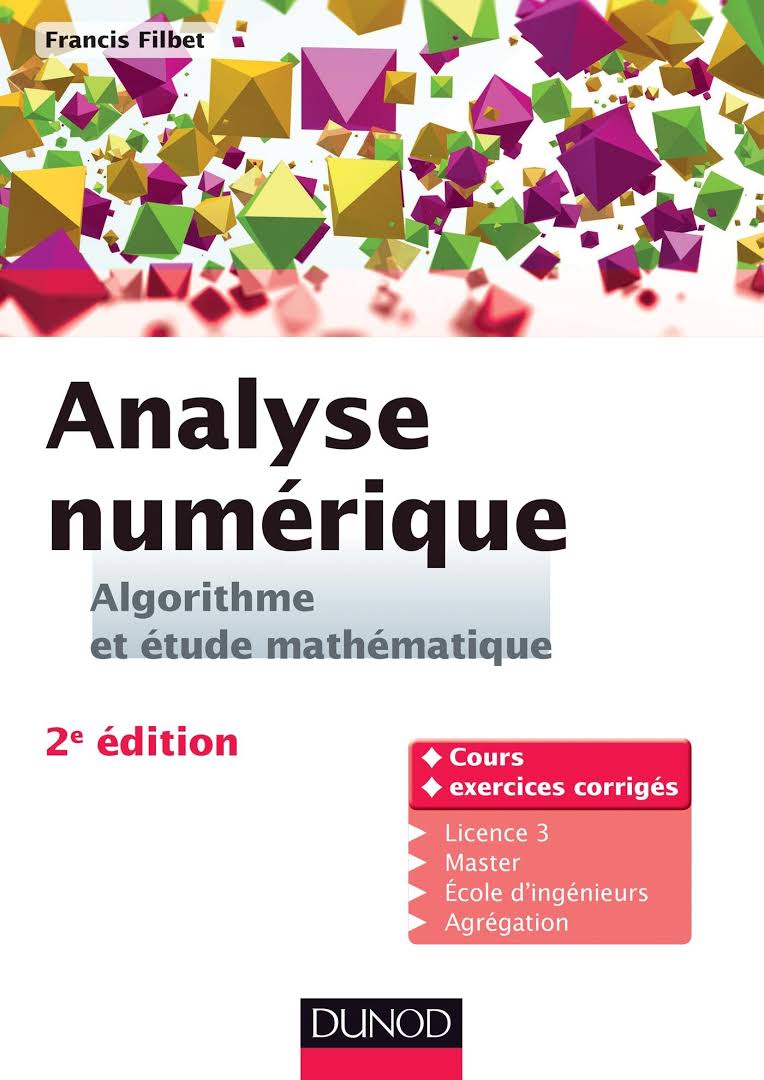 Francis Filbet
Analyse
numérique
Algorithme
et étude mathématique
2e édition
Cours
exercices corrigés
Licence 3
Master
École d'ingénieurs
Agrégation
DUNOD